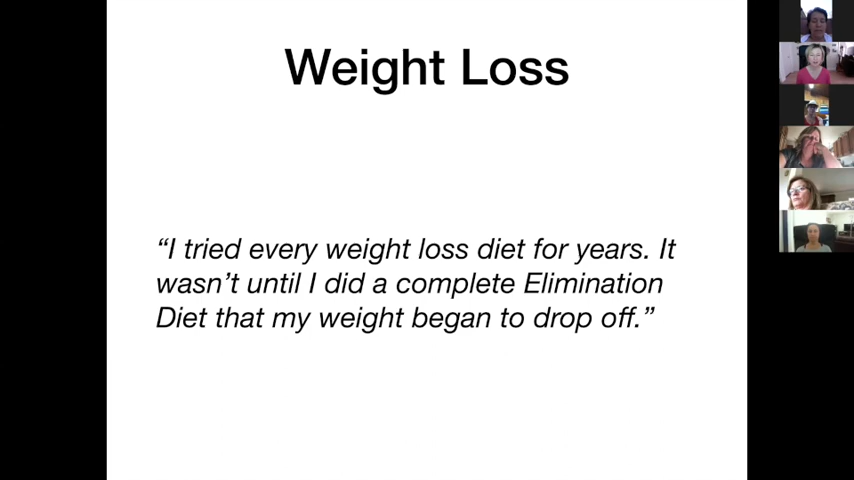 Weight Loss
“I tried every weight loss diet for years. It
wasn’t until I did a complete Elimination
Diet that my weight began to drop off.”